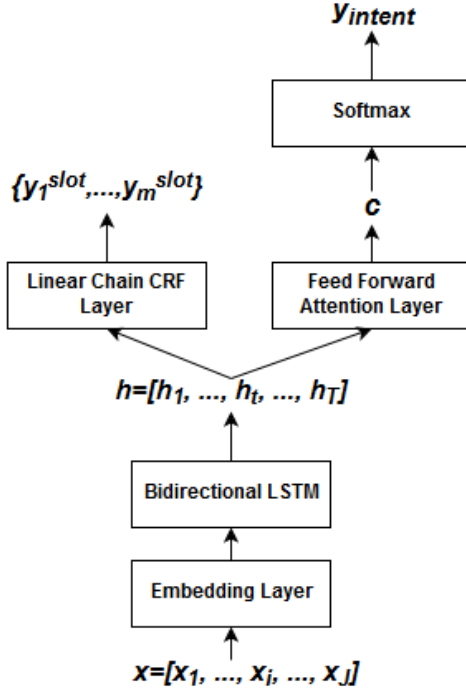 y_intent
Softmax
{y_1^slot,...,y_m^slot}
c
Linear Chain CRF
Layer
Feed Forward
Attention Layer
h=[h_1, ..., h_t, ..., h_T]
Bidirectional LSTM
Embedding Layer
x=[x_1, ..., x_i, ..., x_J]